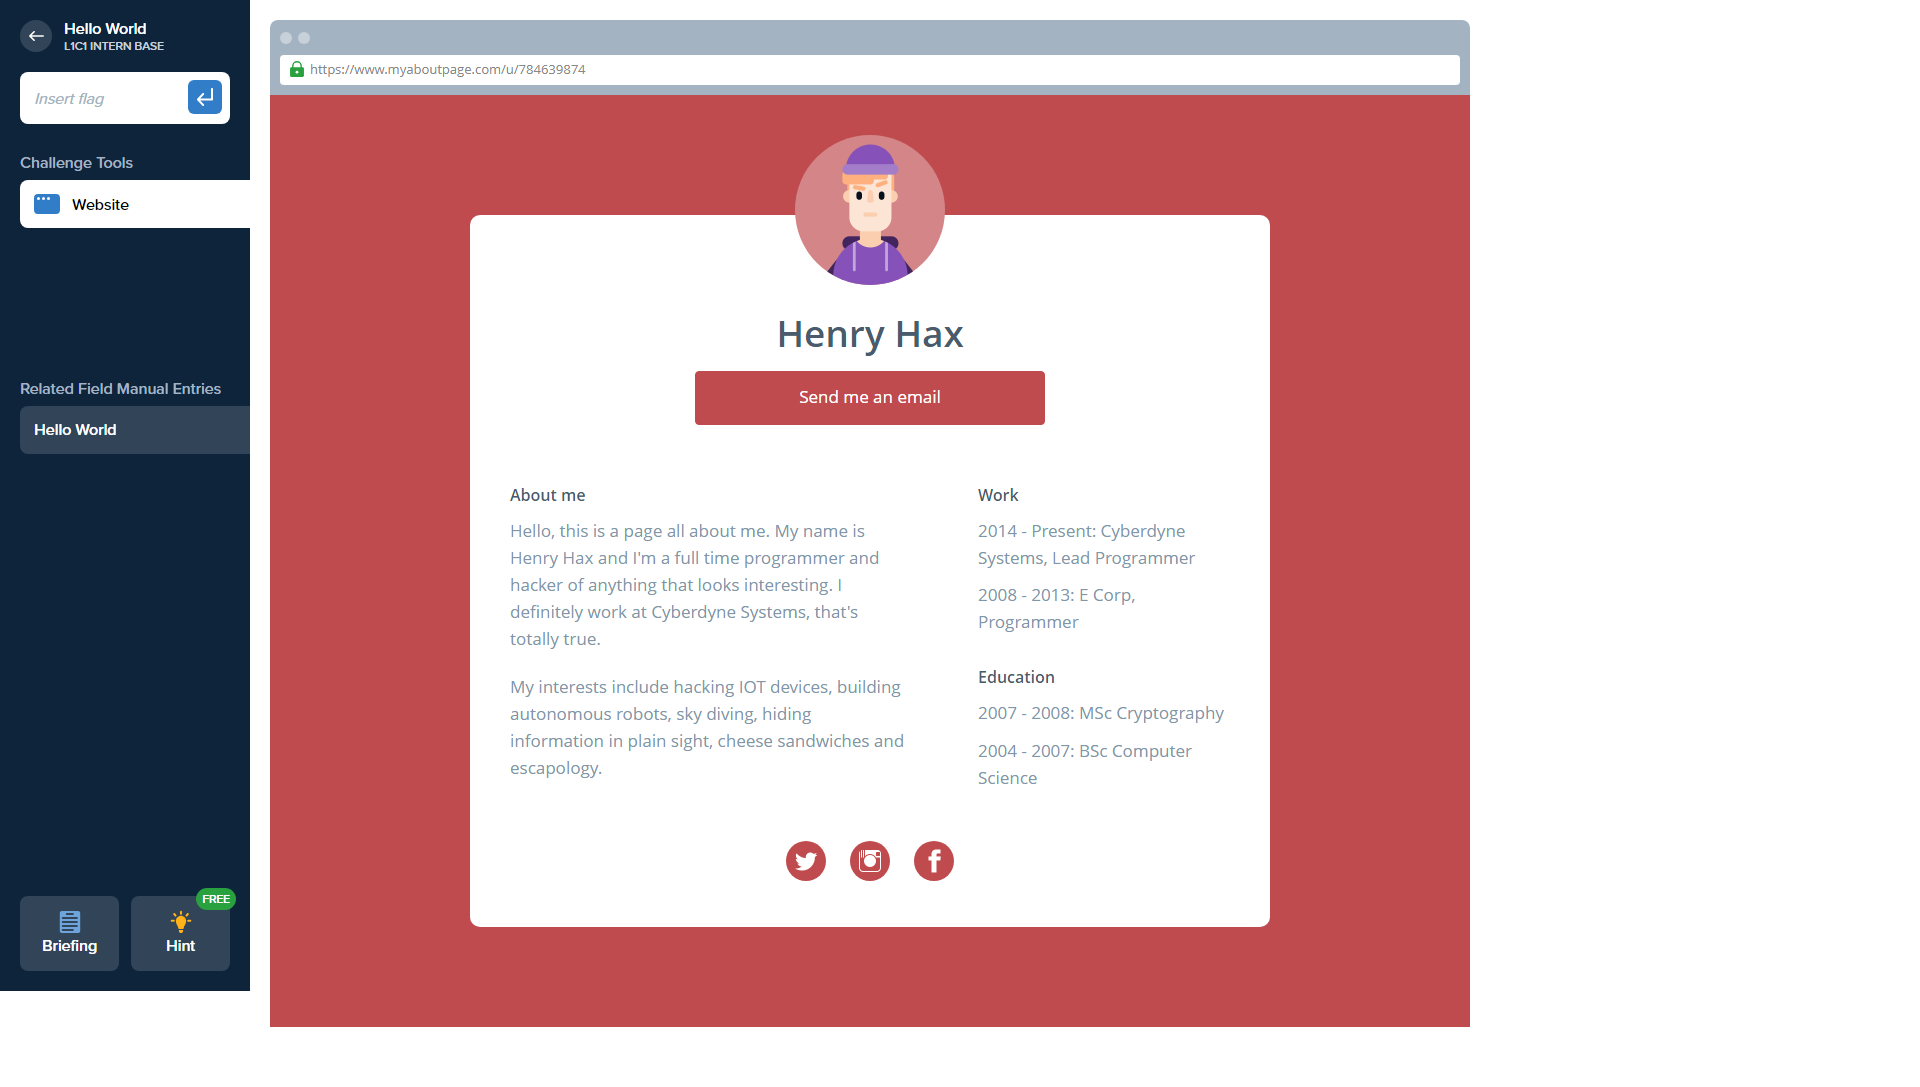 Hello World
L1C1 INTERN BASE
Insert flag
Challenge Tools
Website
Related Field Manual Entries
Hello World
Briefing
FREE
Hint
https://www.myaboutpage.com/u/784639874
Henry Hax
Send me an email
About me
Hello, this is a page all about me. My name is
Henry Hax and I'm a full time programmer and
hacker of anything that looks interesting. I
definitely work at Cyberdyne Systems, that's
totally true.
My interests include hacking IOT devices, building
autonomous robots, sky diving, hiding
information in plain sight, cheese sandwiches and
escapology.
Work
2014 - Present: Cyberdyne
Systems, Lead Programmer
2008 - 2013: E Corp,
Programmer
Education
2007 - 2008: MSc Cryptography
2004 - 2007: BSc Computer
Science